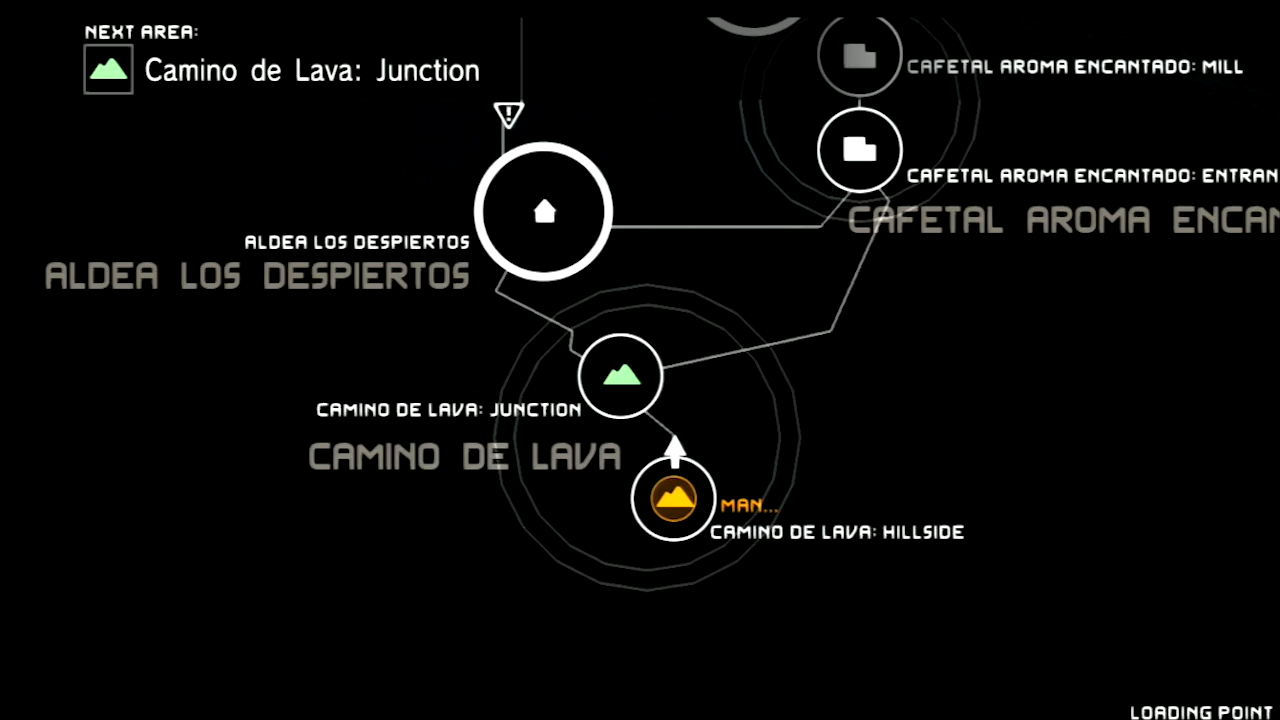 NEXT AREA:
Camino de Lava: Junction
CAFETAL AROMA ENCANTADO: MILL
CAFETAL AROMA ENCANTADO: ENTRAN
CAFETAL AROMA ENCAN
ALDEA LOS DESPIERTOS
ALDEA LOS DESPIERTOS
CAMINO DE LAVA: JUNCTION
CAMINO DE LAVA
MAN...
CAMINO DE LAVA: HILLSIDE
LOADING POINT